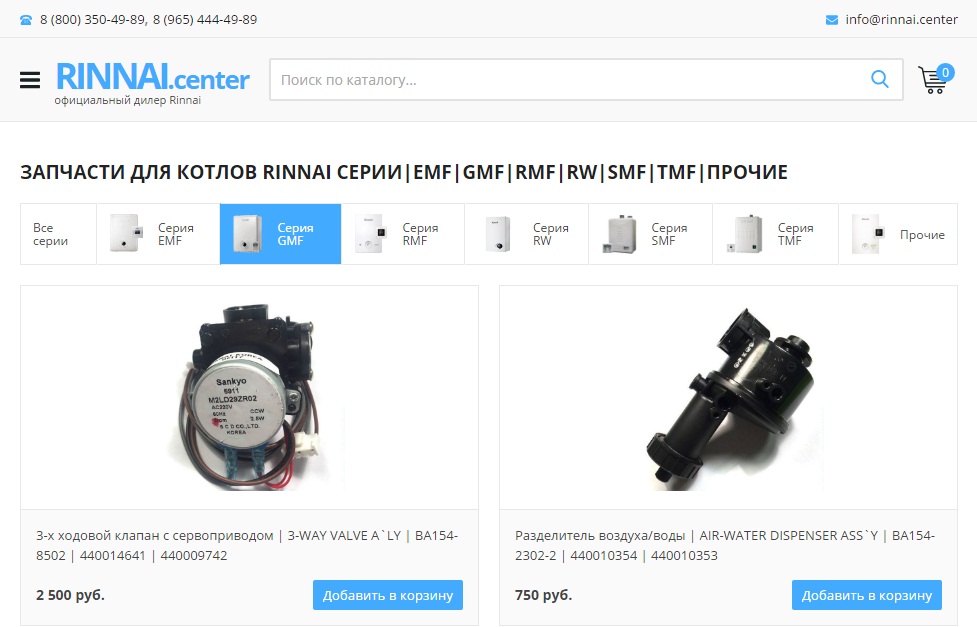 8 (800) 350-49-89, 8 (965) 444-49-89
info@rinnai.center
RINNAI.center
официальный дилер Rinnai
Поиск по каталогу...
0
ЗАПЧАСТИ ДЛЯ КОТЛОВ RINNAI СЕРИИ|EMF|GMF|RMF|RW|SMF|TMF|ПРОЧИЕ
Все
серии
Серия
EMF
Серия
GMF
Серия
RMF
Серия
RW
Серия
SMF
Серия
TMF
Прочие
Sankyo
5911
M2LD29ZR02
AC220V
CCW
60Hz
2.5W
S.C.D CO.,LTD.
KOREA
3-х ходовой клапан с сервоприводом | 3-WAY VALVE A`LY | BA154-
8502 | 440014641 | 440009742
2 500 руб.
Добавить в корзину
Разделитель воздуха/воды | AIR-WATER DISPENSER ASS`Y | BA154-
2302-2 | 440010354 | 440010353
750 руб.
Добавить в корзину